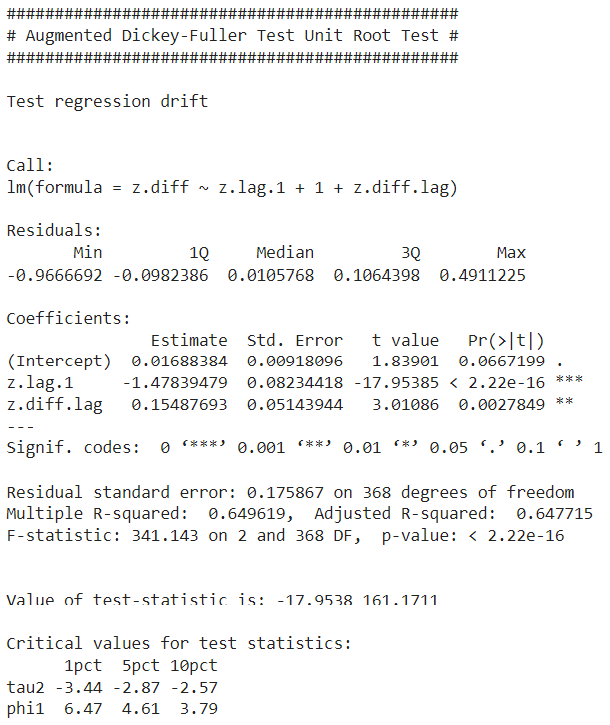 ###############################################
# Augmented Dickey-Fuller Test Unit Root Test #
###############################################

Test regression drift


Call:
lm(formula = z.diff ~ z.lag.1 + 1 + z.diff.lag)

Residuals:
       Min         1Q     Median         3Q        Max
-0.9666692 -0.0982386  0.0105768  0.1064398  0.4911225

Coefficients:
               Estimate  Std. Error   t value   Pr(>|t|)
(Intercept)  0.01688384  0.00918096   1.83901  0.0667199 .
z.lag.1     -1.47839479  0.08234418 -17.95385 < 2.22e-16 ***
z.diff.lag   0.15487693  0.05143944   3.01086  0.0027849 **
---
Signif. codes:  0 ‘***’ 0.001 ‘**’ 0.01 ‘*’ 0.05 ‘.’ 0.1 ‘ ’ 1

Residual standard error: 0.175867 on 368 degrees of freedom
Multiple R-squared:  0.649619,	Adjusted R-squared:  0.647715
F-statistic: 341.143 on 2 and 368 DF,  p-value: < 2.22e-16


Value of test-statistic is: -17.9538 161.1711

Critical values for test statistics:
      1pct  5pct 10pct
tau2 -3.44 -2.87 -2.57
phi1  6.47  4.61  3.79